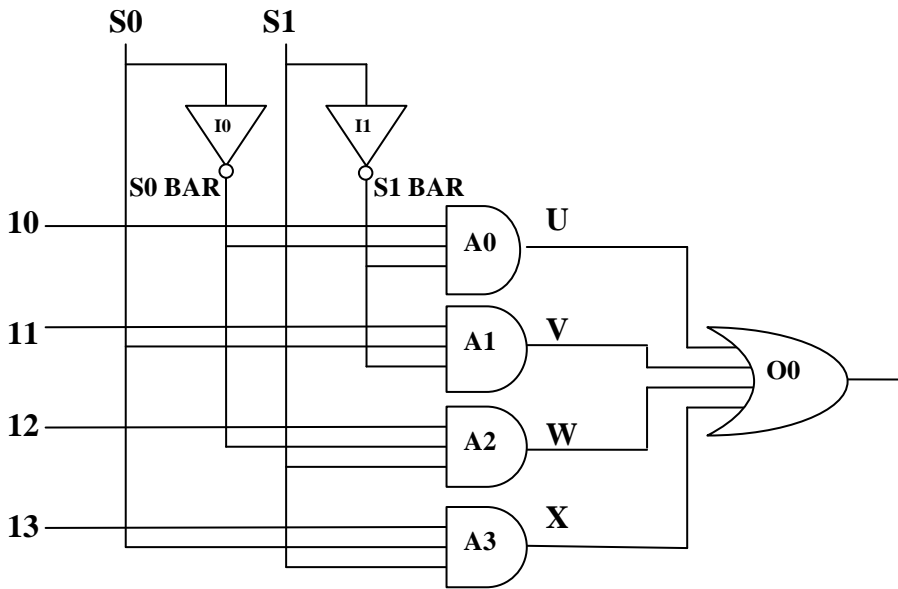 S0 S1
I0 I1
S0 BAR S1 BAR
10 A0 U
11 A1 V
O0
12 A2 W
13 A3 X